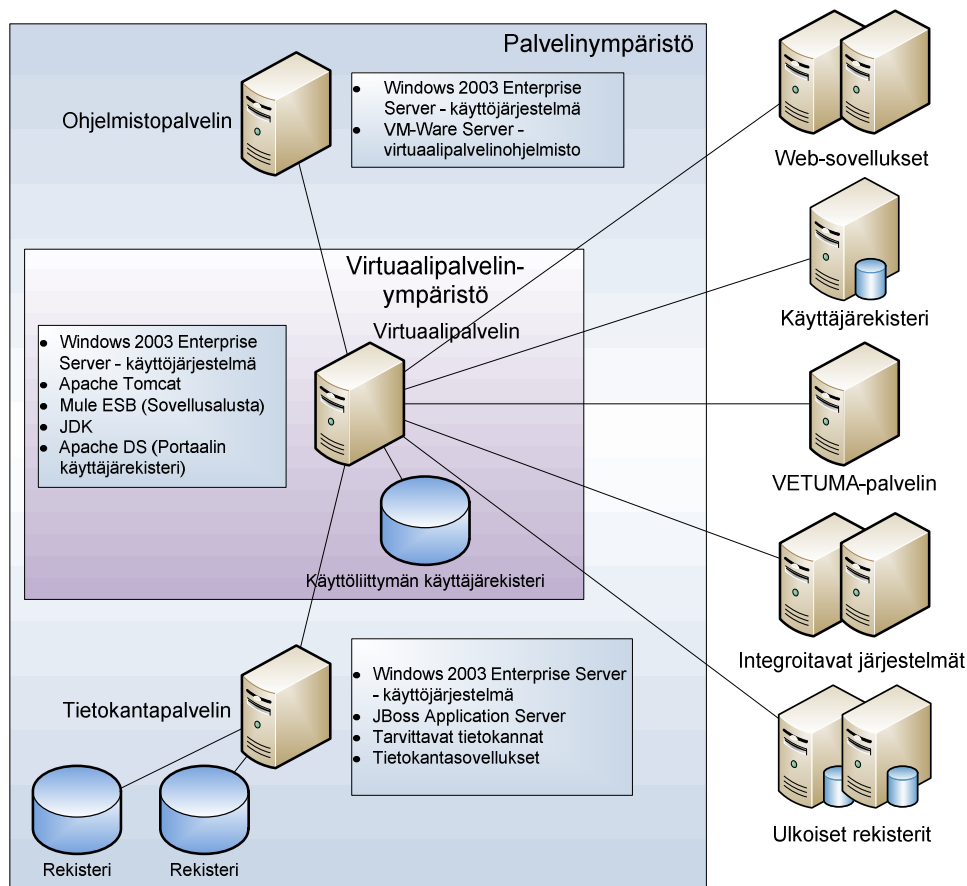 Palvelinympäristö
Ohjelmistopalvelin
• Windows 2003 Enterprise
Server - käyttöjärjestelmä
• VM-Ware Server -
virtuaalipalvelinohjelmisto
Web-sovellukset
Käyttäjärekisteri
VETUMA-palvelin
Integroitavat järjestelmät
Ulkoiset rekisterit
Virtuaalipalvelin-
ympäristö
Virtuaalipalvelin
• Windows 2003 Enterprise
Server - käyttöjärjestelmä
• Apache Tomcat
• Mule ESB (Sovellusalusta)
• JDK
• Apache DS (Portaalin
käyttäjärekisteri)
Käyttöliittymän käyttäjärekisteri
Tietokantapalvelin
• Windows 2003 Enterprise Server
- käyttöjärjestelmä
• JBoss Application Server
• Tarvittavat tietokannat
• Tietokantasovellukset
Rekisteri
Rekisteri